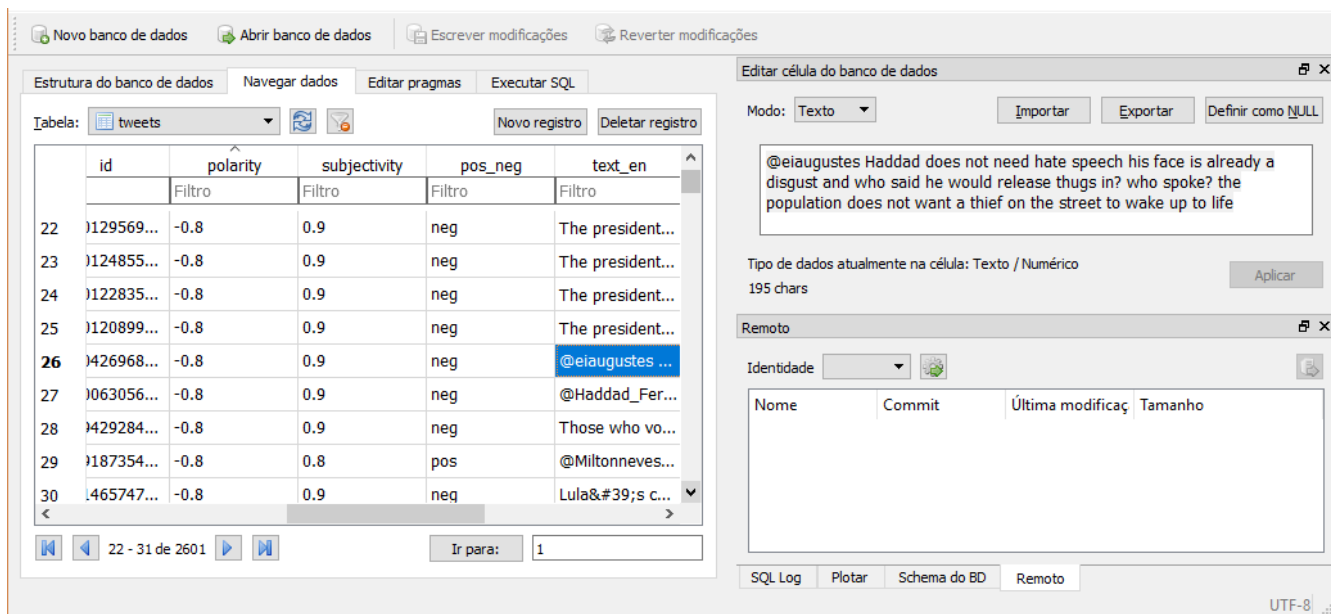 Novo banco de dados Abrir banco de dados Escrever modificações Reverter modificações
Estrutura do banco de dados Navegar dados Editar pragmas Executar SQL
Tabela: tweets Novo registro Deletar registro
id polarity subjectivity pos_neg text_en
Filtro Filtro Filtro Filtro
22 )129569... -0.8 0.9 neg The president...
23 )124855... -0.8 0.9 neg The president...
24 )122835... -0.8 0.9 neg The president...
25 )120899... -0.8 0.9 neg The president...
26 )426968... -0.8 0.9 neg @eiaugustes ...
27 )063056... -0.8 0.9 neg @Haddad_Fer...
28 9429284... -0.8 0.9 neg Those who vo...
29 9187354... -0.8 0.8 pos @Miltonneves...
30 .465747... -0.8 0.9 neg Lula&#39;s c...
22 - 31 de 2601 Ir para: 1
Editar célula do banco de dados
Modo: Texto Importar Exportar Definir como NULL
@eiaugustes Haddad does not need hate speech his face is already a
disgust and who said he would release thugs in? who spoke? the
population does not want a thief on the street to wake up to life
Tipo de dados atualmente na célula: Texto / Numérico
195 chars
Aplicar
Remoto
Identidade
Nome Commit Última modificaç Tamanho
SQL Log Plotar Schema do BD Remoto
UTF-8